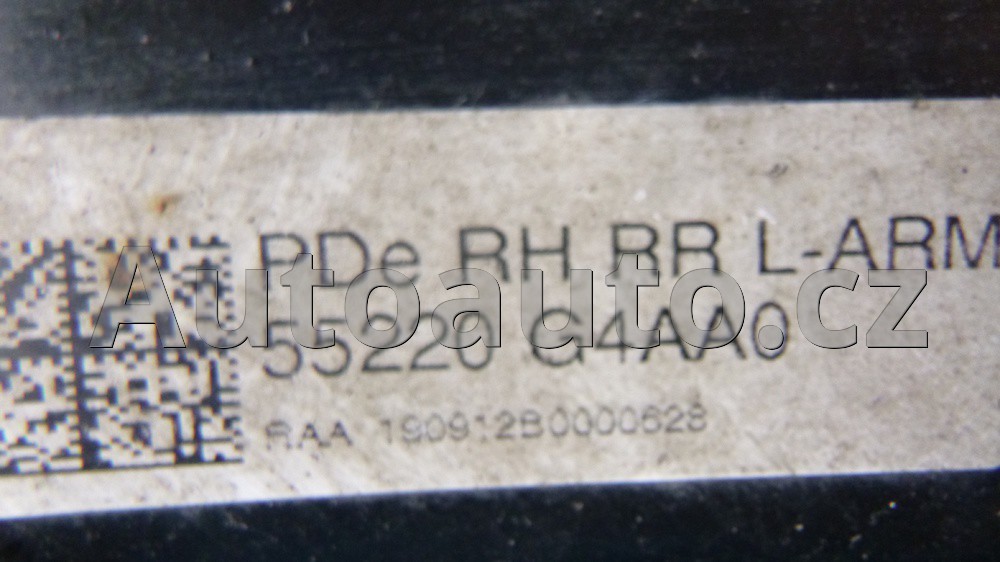 PDe RH RR L-ARM
55220 G4AA0
RAA 190912B0000628
Autoauto.cz